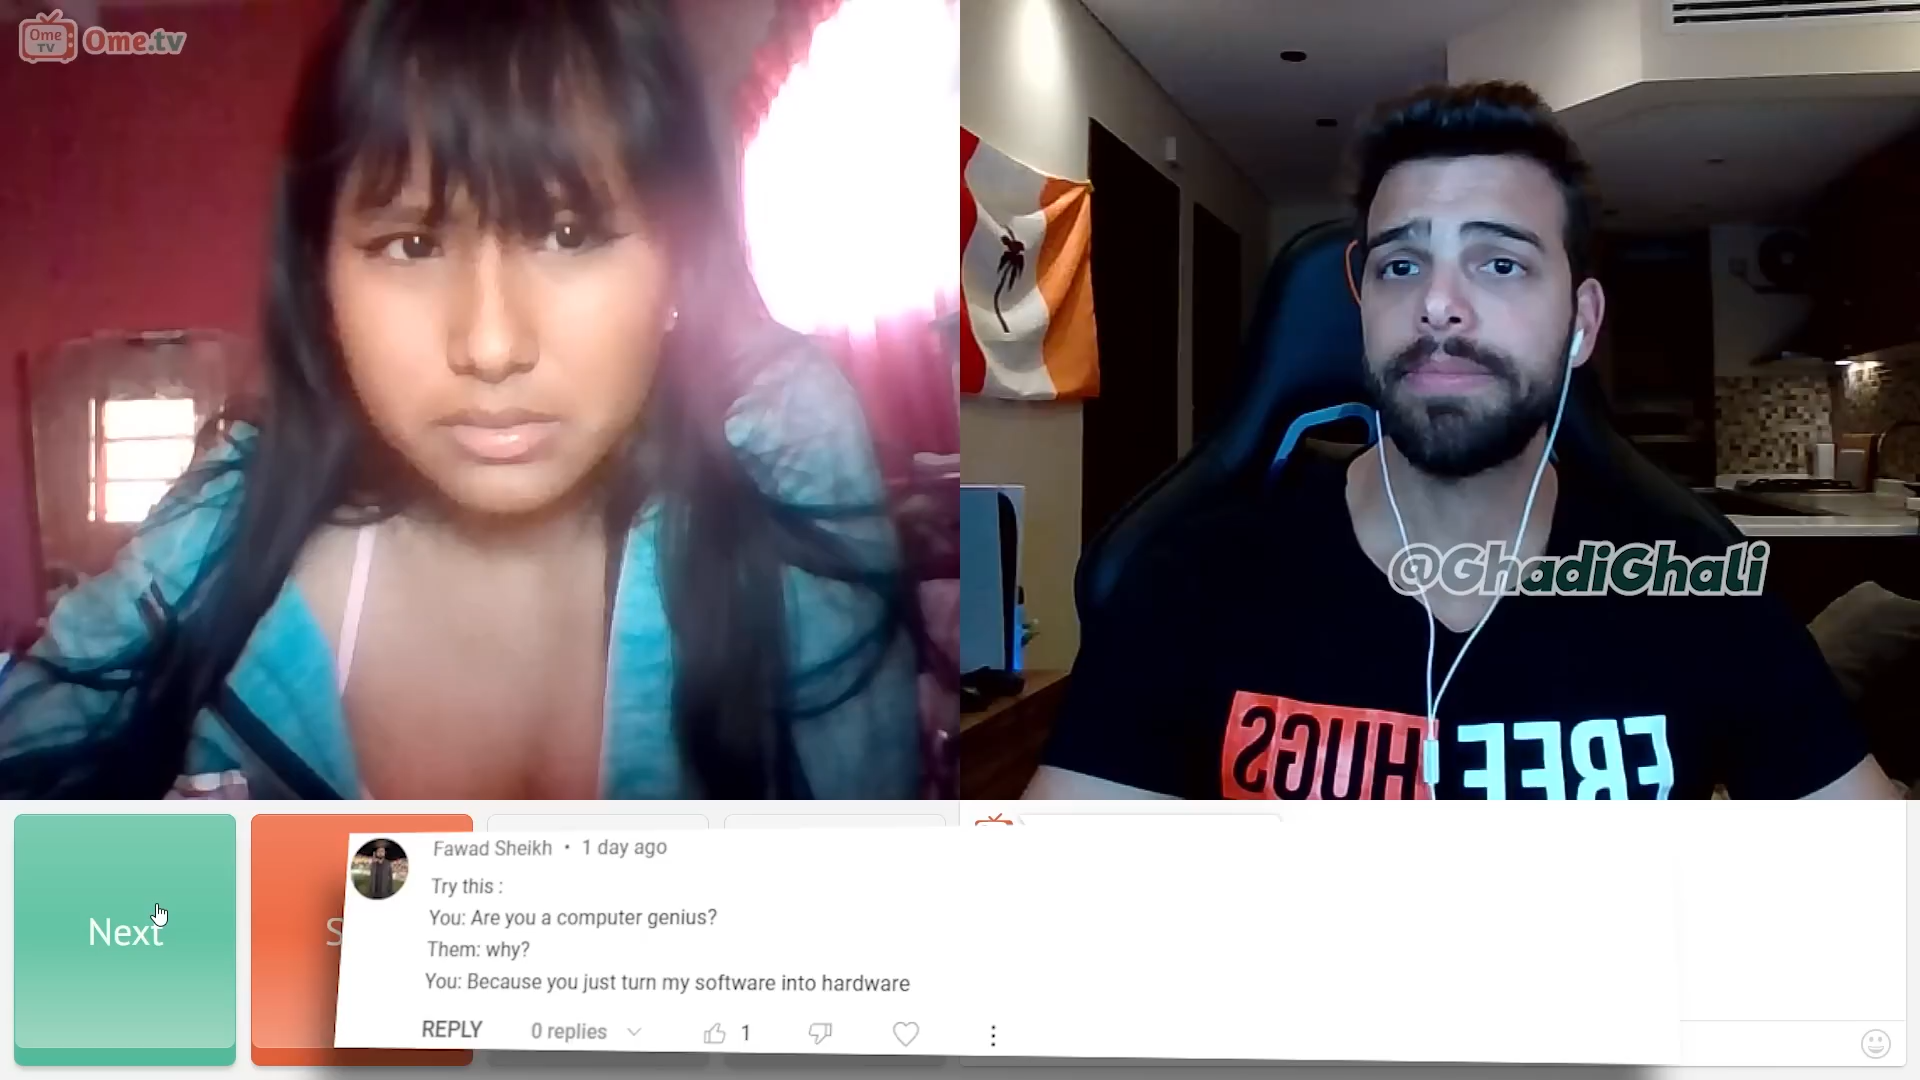 Ome TV Ome.tv
@GhadiGhali
HUGS FREE
Next
S
Fawad Sheikh • 1 day ago
Try this :
You: Are you a computer genius?
Them: why?
You: Because you just turn my software into hardware
REPLY 0 replies 1